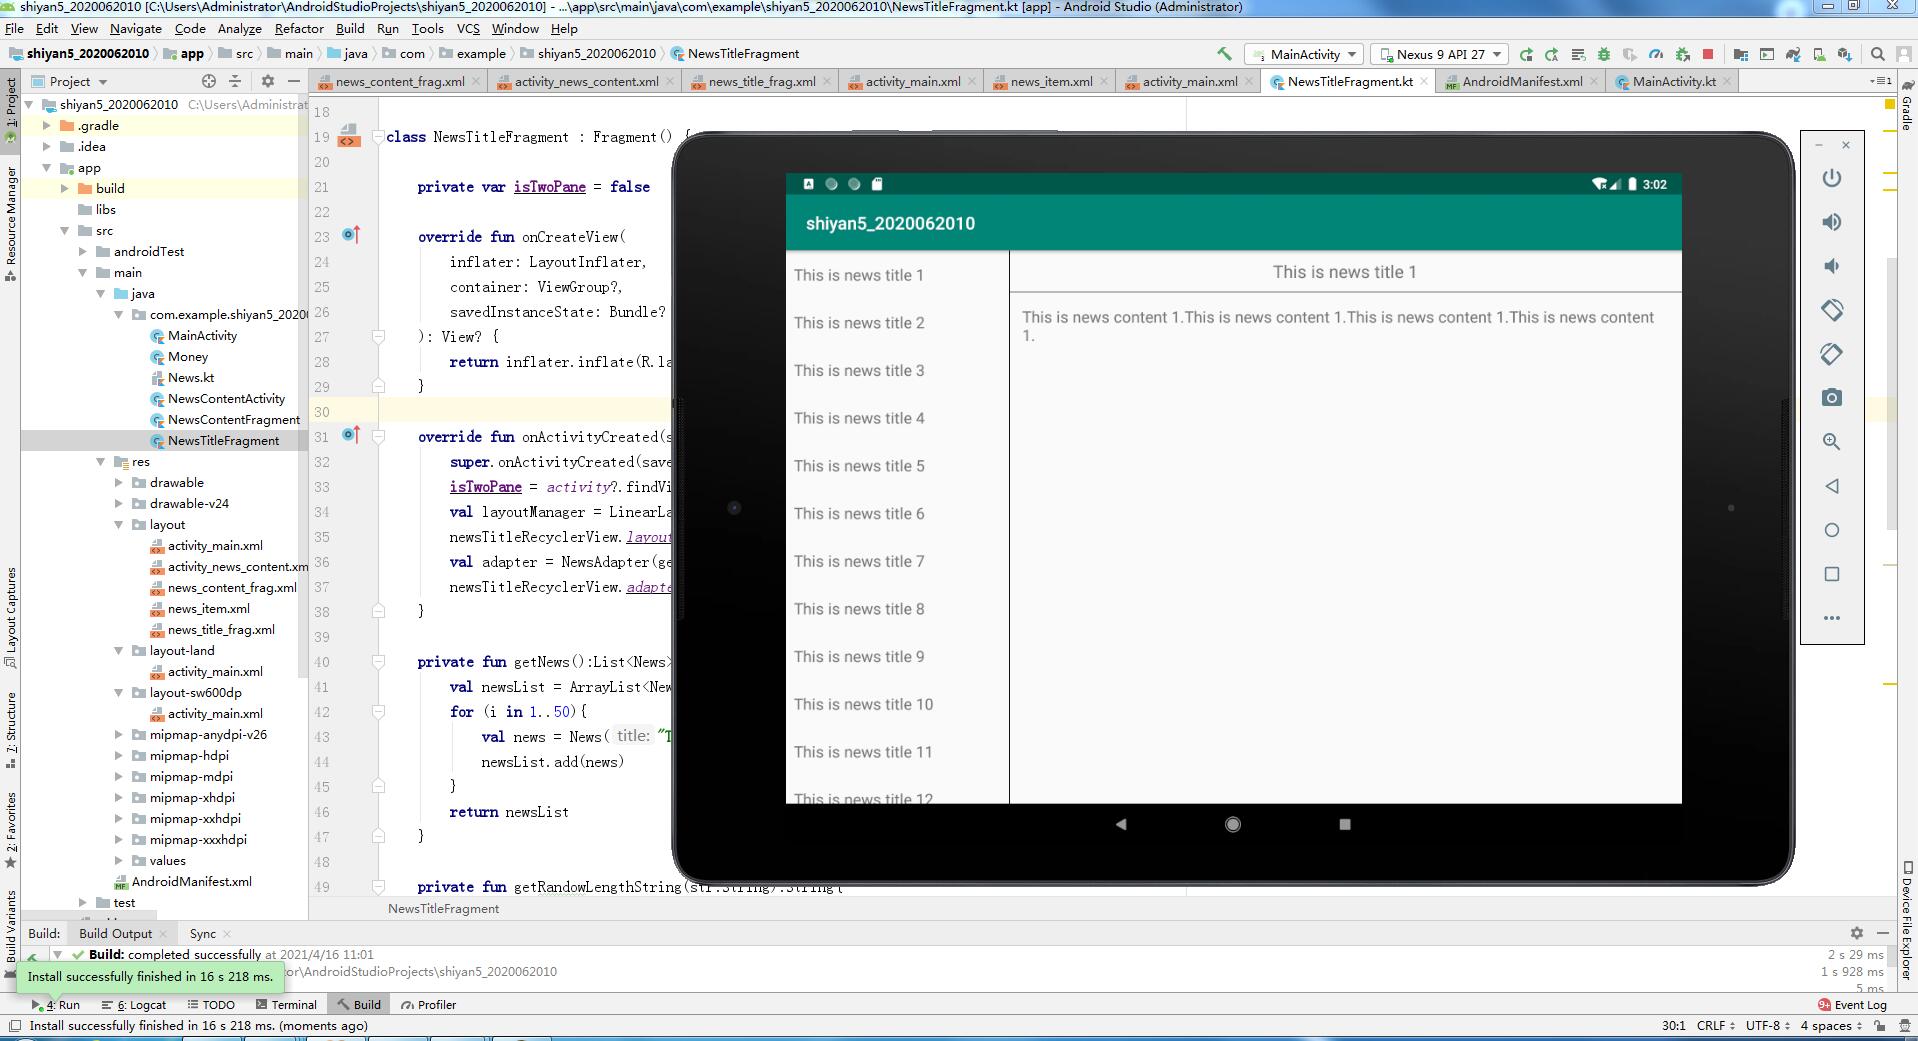 shiyan5_2020062010 [C:\Users\Administrator\AndroidStudioProjects\shiyan5_2020062010] - ...\app\src\main\java\com\example\shiyan5_2020062010\NewsTitleFragment.kt [app] - Android Studio (Administrator)
File Edit View Navigate Code Analyze Refactor Build Run Tools VCS Window Help
shiyan5_2020062010 app src main java com example shiyan5_2020062010 NewsTitleFragment
MainActivity Nexus 9 API 27
Project
news_content_frag.xml activity_news_content.xml news_title_frag.xml activity_main.xml news_item.xml activity_main.xml NewsTitleFragment.kt AndroidManifest.xml MainActivity.kt
1: Project
Resource Manager
Layout Captures
7: Structure
2: Favorites
Build Variants
shiyan5_2020062010 C:\Users\Administrat
.gradle
.idea
app
build
libs
src
androidTest
main
java
com.example.shiyan5_2020
MainActivity
Money
News.kt
NewsContentActivity
NewsContentFragment
NewsTitleFragment
res
drawable
drawable-v24
layout
activity_main.xml
activity_news_content.xm
news_content_frag.xml
news_item.xml
news_title_frag.xml
layout-land
activity_main.xml
layout-sw600dp
activity_main.xml
mipmap-anydpi-v26
mipmap-hdpi
mipmap-mdpi
mipmap-xhdpi
mipmap-xxhdpi
mipmap-xxxhdpi
values
AndroidManifest.xml
test
18
19 class NewsTitleFragment : Fragment() {
20
21 private var isTwoPane = false
22
23 override fun onCreateView(
24 inflater: LayoutInflater,
25 container: ViewGroup?,
26 savedInstanceState: Bundle?
27 ): View? {
28 return inflater.inflate(R.la
29 }
30
31 override fun onActivityCreated(s
32 super.onActivityCreated(save
33 isTwoPane = activity?.findVi
34 val layoutManager = LinearLa
35 newsTitleRecyclerView.layout
36 val adapter = NewsAdapter(ge
37 newsTitleRecyclerView.adapte
38 }
39
40 private fun getNews():List<News>
41 val newsList = ArrayList<New
42 for (i in 1..50){
43 val news = News( title: "T
44 newsList.add(news)
45 }
46 return newsList
47 }
48
49 private fun getRandowLengthString(str:String):String{
NewsTitleFragment
3:02
shiyan5_2020062010
This is news title 1
This is news title 2
This is news title 3
This is news title 4
This is news title 5
This is news title 6
This is news title 7
This is news title 8
This is news title 9
This is news title 10
This is news title 11
This is news title 12
This is news title 1
This is news content 1.This is news content 1.This is news content 1.This is news content
1.
Gradle
Device File Explorer
Build: Build Output Sync
Build: completed successfully at 2021/4/16 11:01 2 s 29 ms
tor\AndroidStudioProjects\shiyan5_2020062010 1 s 928 ms
5 ms
Install successfully finished in 16 s 218 ms.
4: Run 6: Logcat TODO Terminal Build Profiler 9+ Event Log
Install successfully finished in 16 s 218 ms. (moments ago) 30:1 CRLF UTF-8 4 spaces